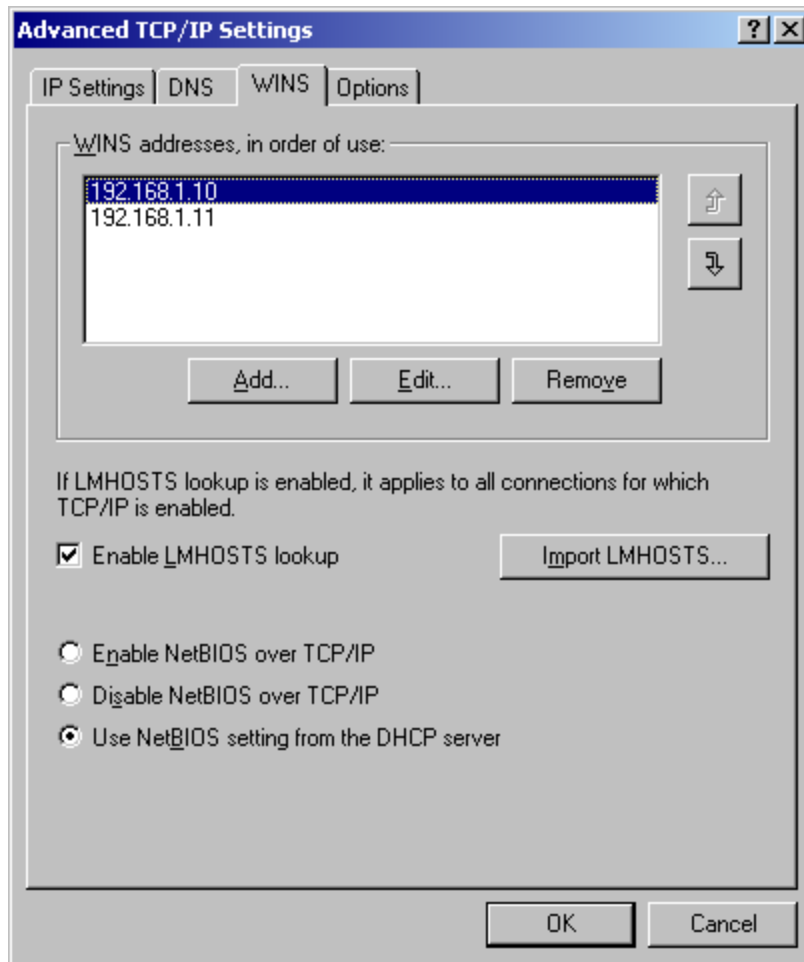 Advanced TCP/IP Settings
IP Settings DNS WINS Options
WINS addresses, in order of use:
192.168.1.10
192.168.1.11
Add... Edit... Remove
If LMHOSTS lookup is enabled, it applies to all connections for which
TCP/IP is enabled.
Enable LMHOSTS lookup Import LMHOSTS...
Enable NetBIOS over TCP/IP
Disable NetBIOS over TCP/IP
Use NetBIOS setting from the DHCP server
OK Cancel